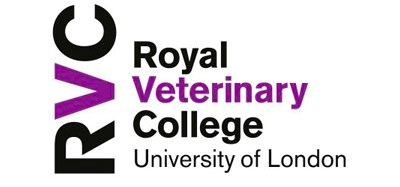 RVC
Royal
Veterinary
College
University of London